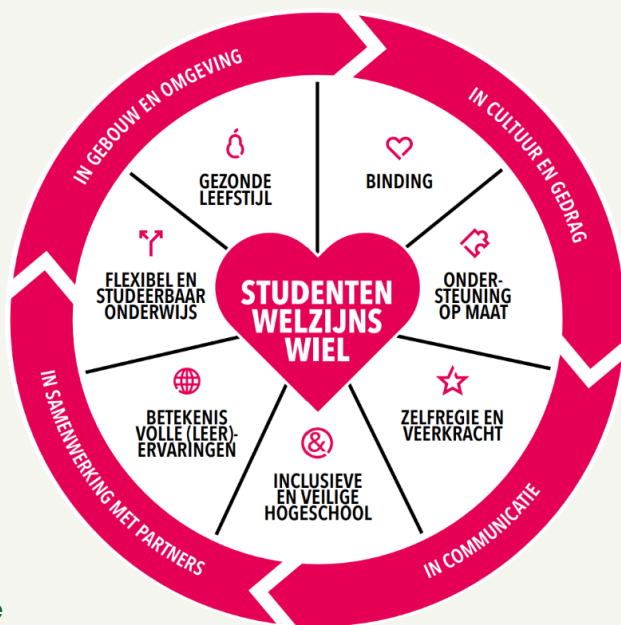 IN GEBOUW EN OMGEVING
IN CULTUUR EN GEDRAG
GEZONDE
LEEFSTIJL
BINDING
FLEXIBEL EN
STUDEERBAAR
ONDERWIJS
STUDENTEN
WELZIJNS
WIEL
ONDER-
STEUNING
OP MAAT
BETEKENIS
VOLLE (LEER)-
ERVARINGEN
&
INCLUSIEVE
EN VEILIGE
HOGESCHOOL
ZELFREGIE EN
VEERKRACHT
IN SAMENWERKING MET PARTNERS
IN COMMUNICATIE
e